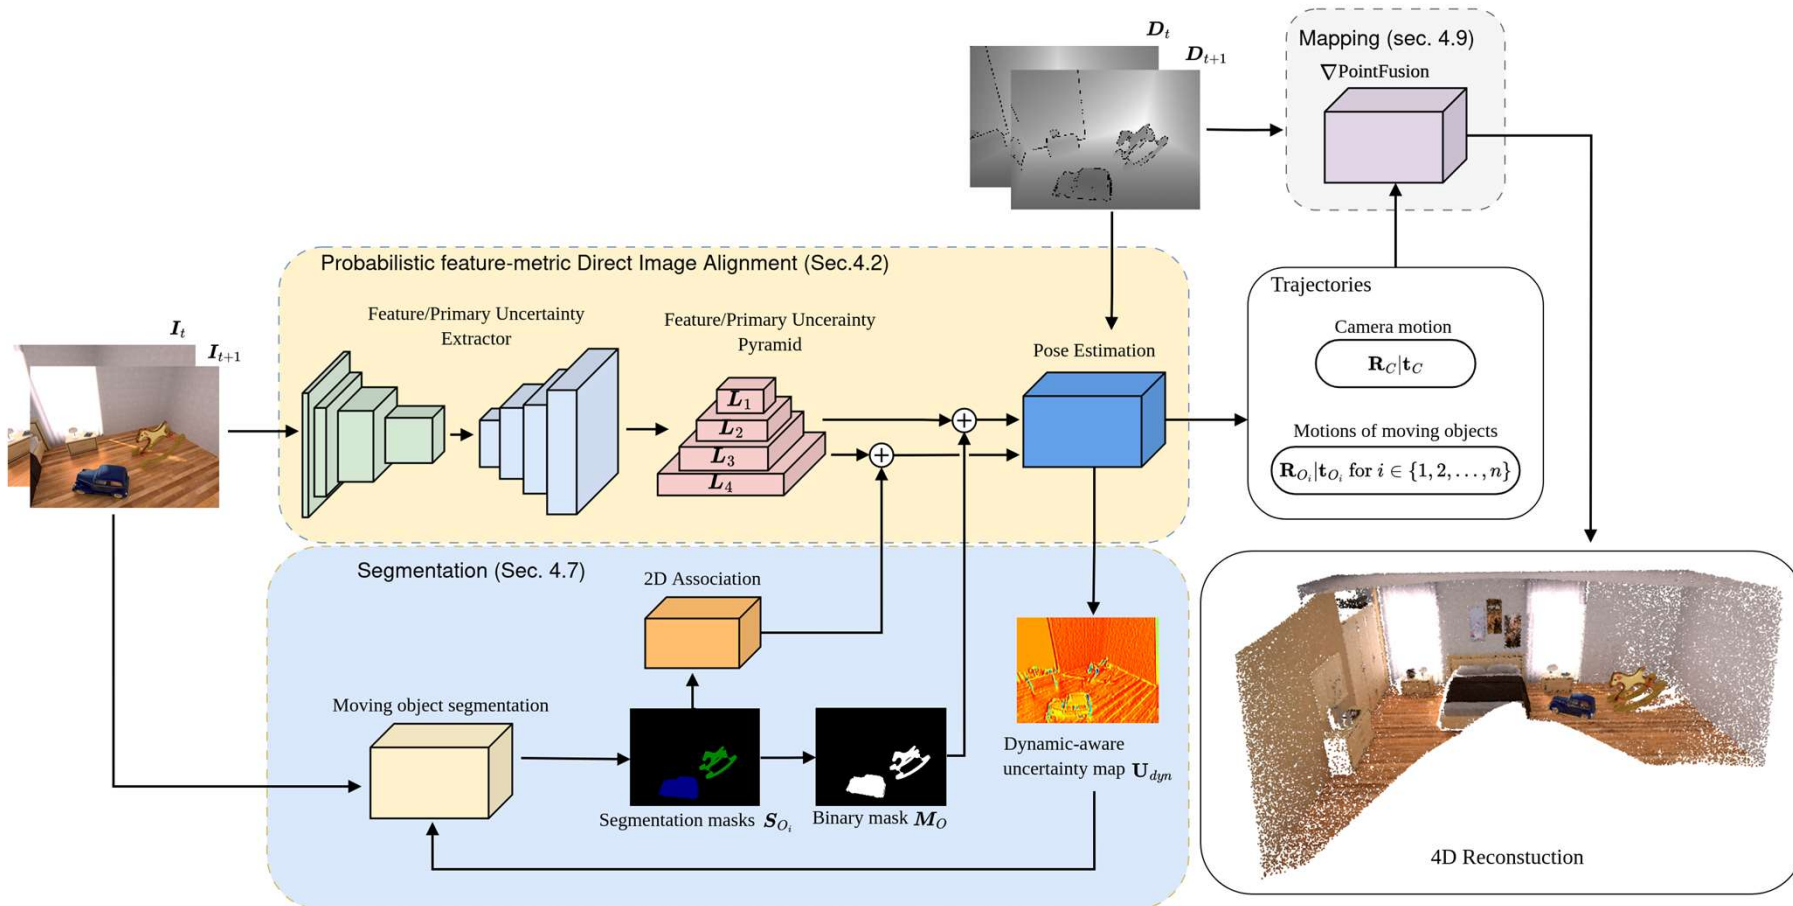 D_t
D_{t+1}
Mapping (sec. 4.9)
∇PointFusion
Probabilistic feature-metric Direct Image Alignment (Sec.4.2)
Feature/Primary Uncertainty
Extractor
Feature/Primary Uncerainty
Pyramid
Pose Estimation
I_t
I_{t+1}
L_1
L_2
L_3
L_4
+
+
Trajectories
Camera motion
R_C|t_C
Motions of moving objects
R_{O_i}|t_{O_i} for i ∈ {1, 2, . . . , n}
Segmentation (Sec. 4.7)
2D Association
Moving object segmentation
Segmentation masks S_{O_i}
Binary mask M_O
Dynamic-aware
uncertainty map U_{dyn}
4D Reconstuction